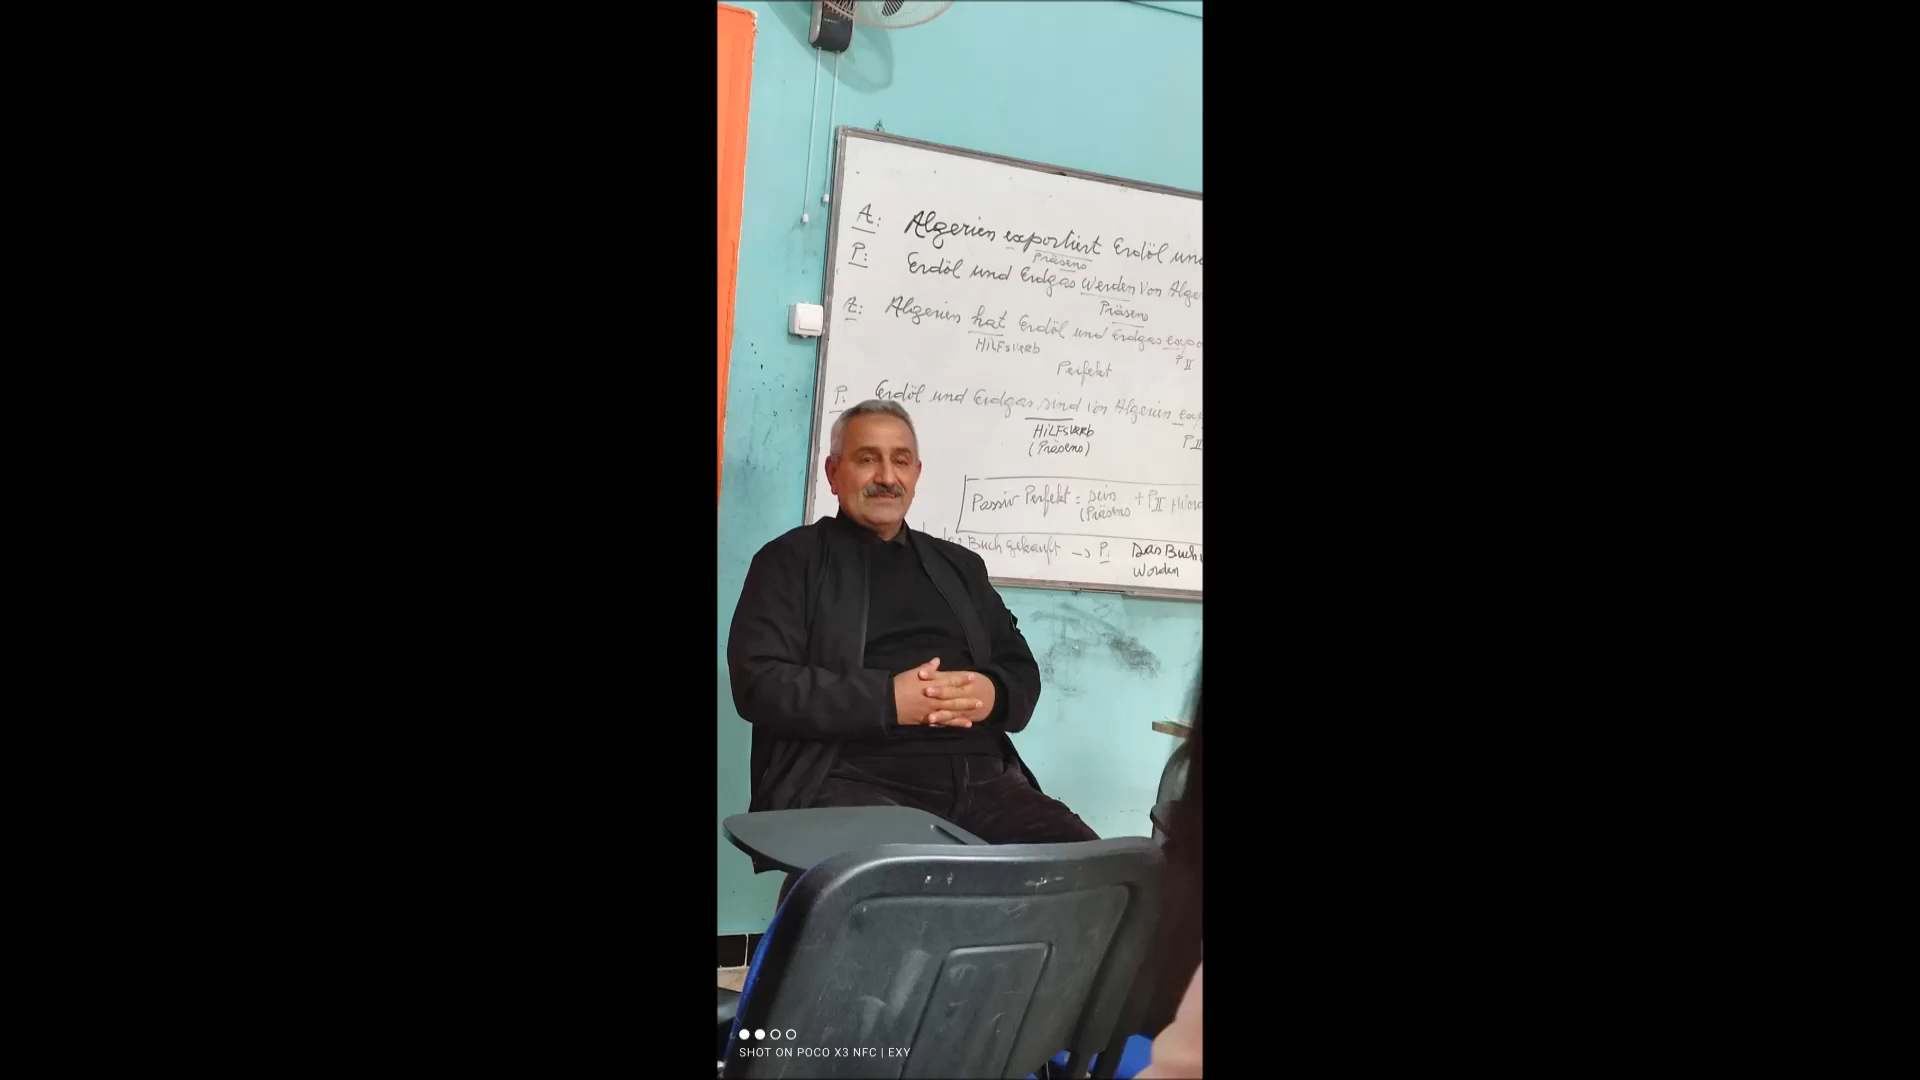 A: Algerien exportiert Erdöl und
Präsens
P: Erdöl und Erdgas werden von
Präsens
A: Algerien hat Erdöl und Erdgas
HiLFsverb
PII
Perfekt
P: Erdöl und Erdgas sind von Algerien
HiLFsverb
(Präsens)
PII
Passiv Perfekt = sein + PII +
(Präsens
Buch gekauft -> P: Das Buch
worden
SHOT ON POCO X3 NFC | EXY